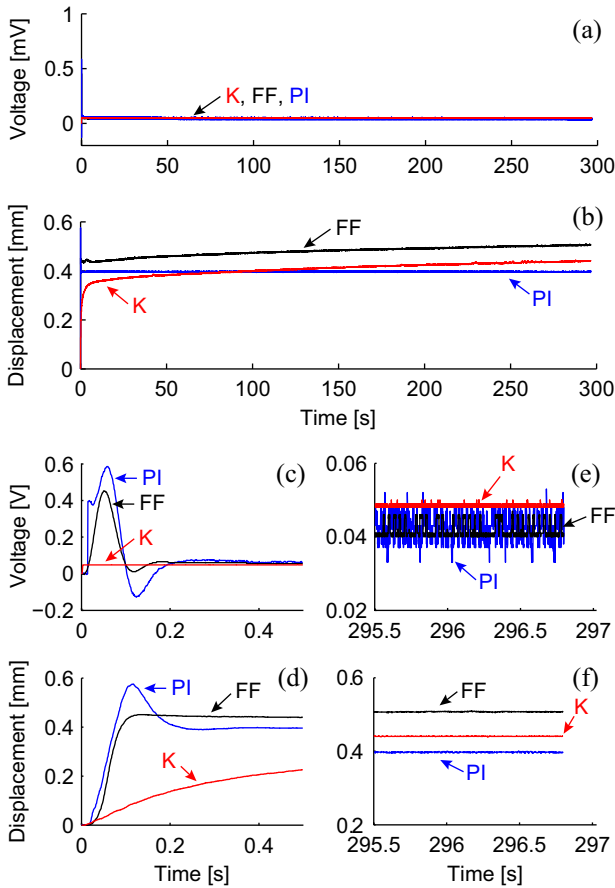 (a)
Voltage [mV]
1
0.5
0
K, FF, PI
0 50 100 150 200 250 300
(b)
Displacement [mm]
0.6
0.4
0.2
0
FF
K
PI
0 50 100 150 200 250 300
Time [s]
(c)
Voltage [V]
0.6
0.4
0.2
0
−0.2
PI
FF
K
0 0.2 0.4
(e)
0.06
0.04
0.02
K
FF
PI
295.5 296 296.5 297
(d)
Displacement [mm]
0.6
0.4
0.2
0
PI
FF
K
0 0.2 0.4
Time [s]
(f)
0.6
0.4
0.2
FF
K
PI
295.5 296 296.5 297
Time [s]